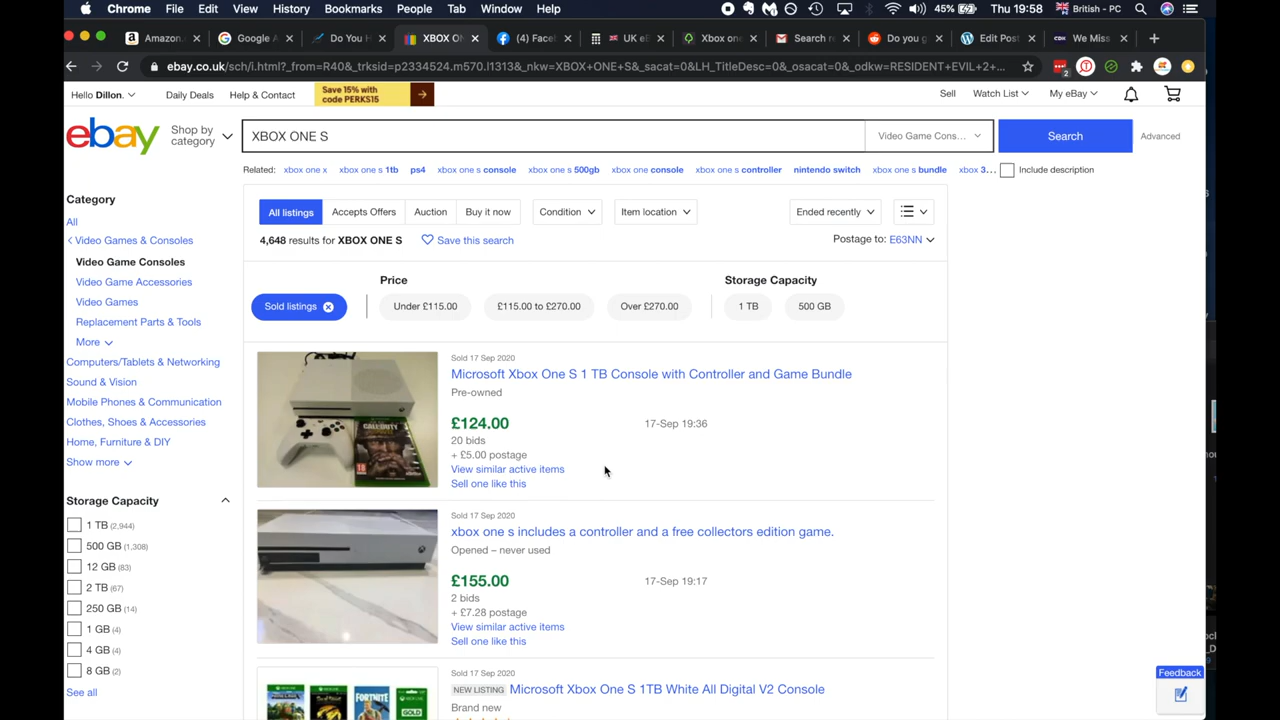 Chrome File Edit View History Bookmarks People Tab Window Help 45% Thu 19:58 British - PC
Amazon. Google A Do You H XBOX ON (4) Face UK eB Xbox one Search re Do you g Edit Post We Miss
ebay.co.uk/sch/i.html?_from=R40&_trksid=p2334524.m570.l1313&_nkw=XBOX+ONE+S&_sacat=0&LH_TitleDesc=0&_osacat=0&_odkw=RESIDENT+EVIL+2+...
Hello Dillon. Daily Deals Help & Contact Save 15% with code PERKS15 Sell Watch List My eBay
ebay Shop by category XBOX ONE S Video Game Cons... Search Advanced
Related: xbox one x xbox one s 1tb ps4 xbox one s console xbox one s 500gb xbox one console xbox one s controller nintendo switch xbox one s bundle xbox 3... Include description
Category
All
Video Games & Consoles
Video Game Consoles
Video Game Accessories
Video Games
Replacement Parts & Tools
More
Computers/Tablets & Networking
Sound & Vision
Mobile Phones & Communication
Clothes, Shoes & Accessories
Home, Furniture & DIY
Show more
Storage Capacity
1 TB (2,944)
500 GB (1,308)
12 GB (83)
2 TB (67)
250 GB (14)
1 GB (4)
4 GB (4)
8 GB (2)
See all
All listings Accepts Offers Auction Buy it now Condition Item location Ended recently
4,648 results for XBOX ONE S Save this search Postage to: E63NN
Price Storage Capacity
Sold listings Under £115.00 £115.00 to £270.00 Over £270.00 1 TB 500 GB
Sold 17 Sep 2020
Microsoft Xbox One S 1 TB Console with Controller and Game Bundle
Pre-owned
£124.00 17-Sep 19:36
20 bids
+ £5.00 postage
View similar active items
Sell one like this
Sold 17 Sep 2020
xbox one s includes a controller and a free collectors edition game.
Opened – never used
£155.00 17-Sep 19:17
2 bids
+ £7.28 postage
View similar active items
Sell one like this
Sold 17 Sep 2020
NEW LISTING Microsoft Xbox One S 1TB White All Digital V2 Console
Brand new
CALL OF DUTY
FORTNITE
GOLD
Feedback